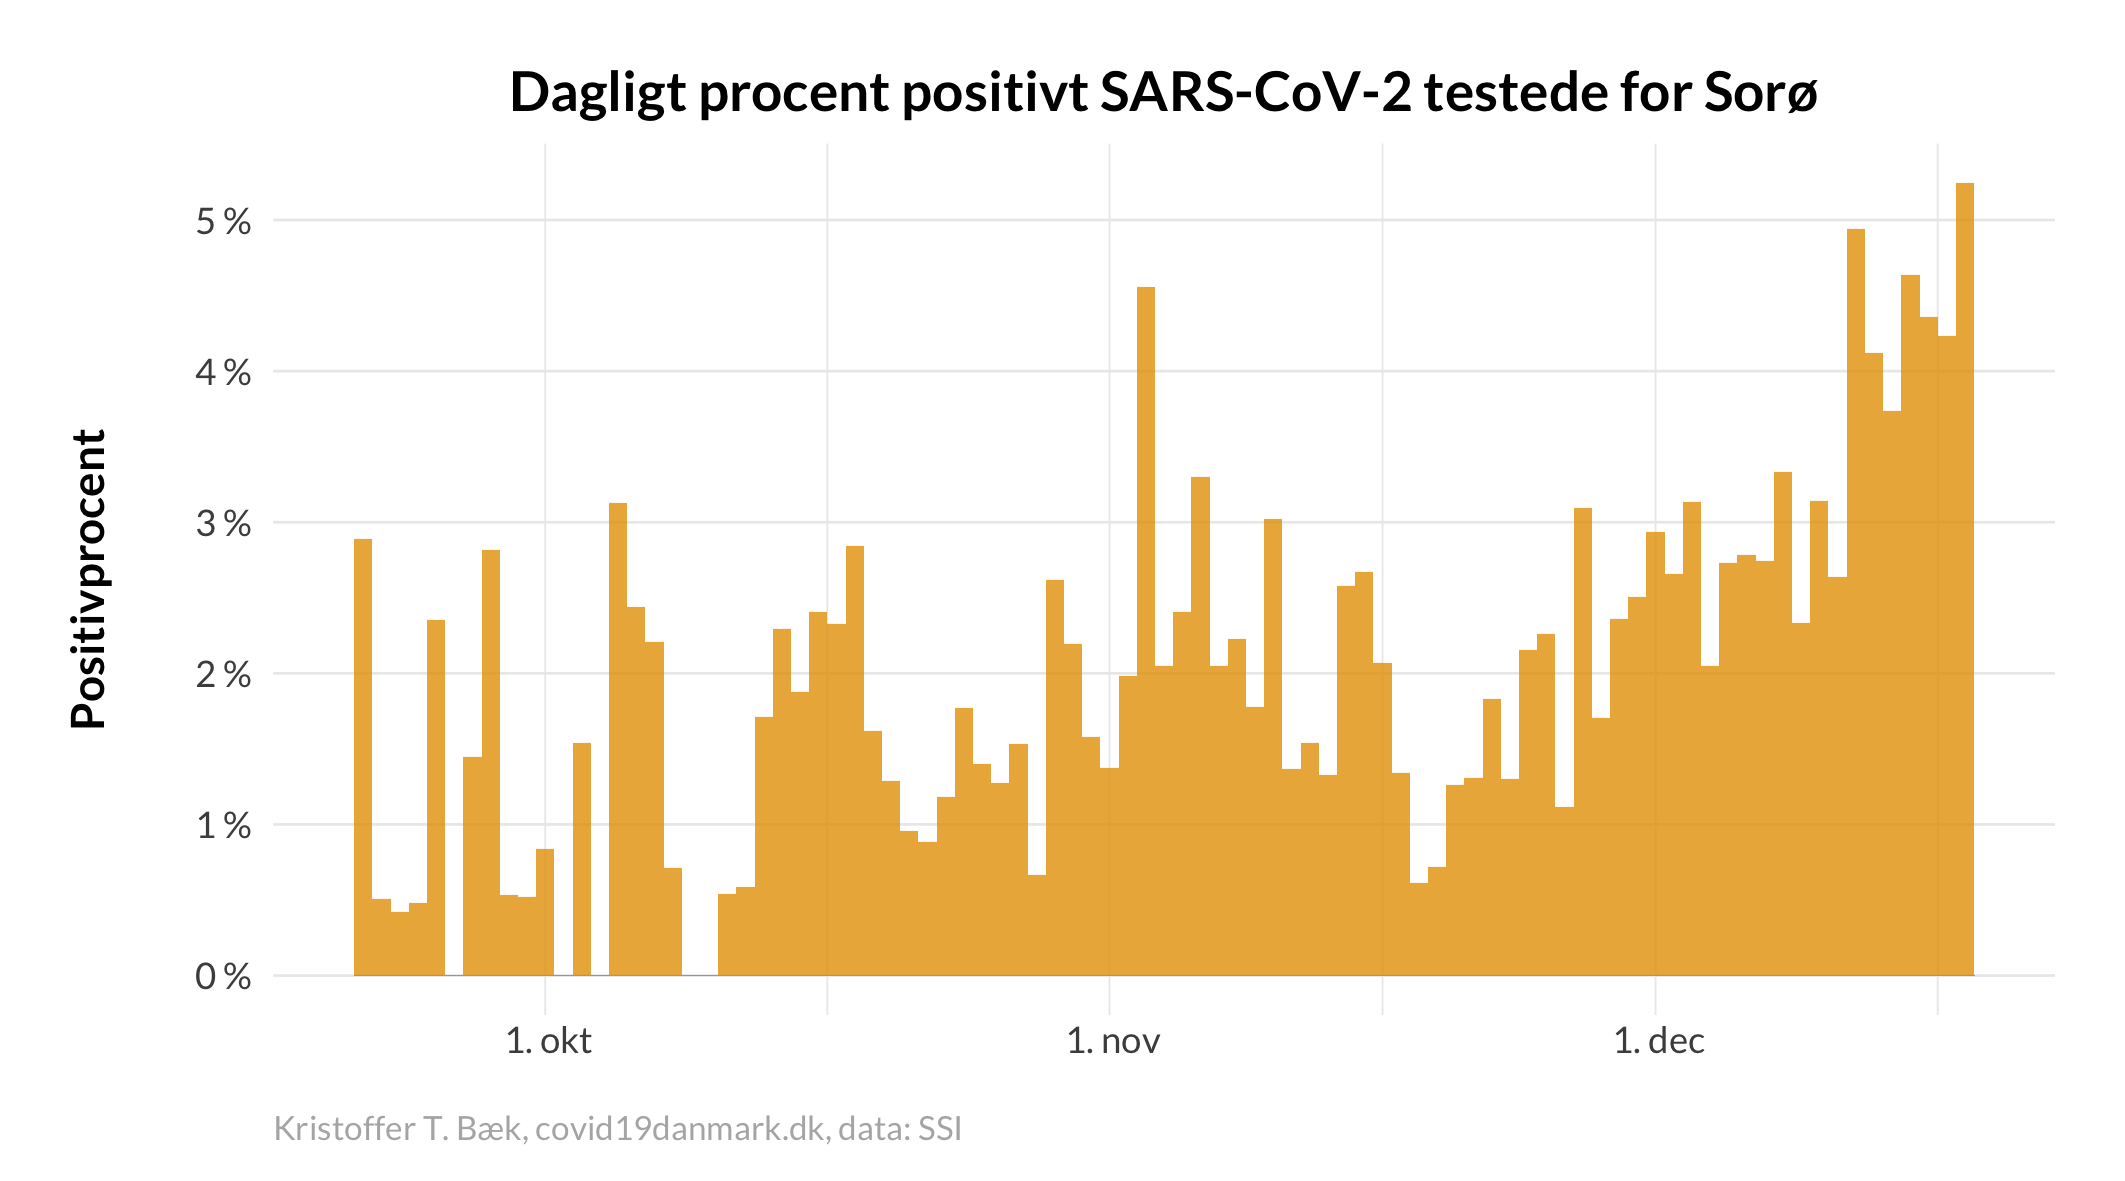 Dagligt procent positivt SARS-CoV-2 testede for Sorø
Positivprocent
5 %
4 %
3 %
2 %
1 %
0 %
1. okt
1. nov
1. dec
Kristoffer T. Bæk, covid19danmark.dk, data: SSI